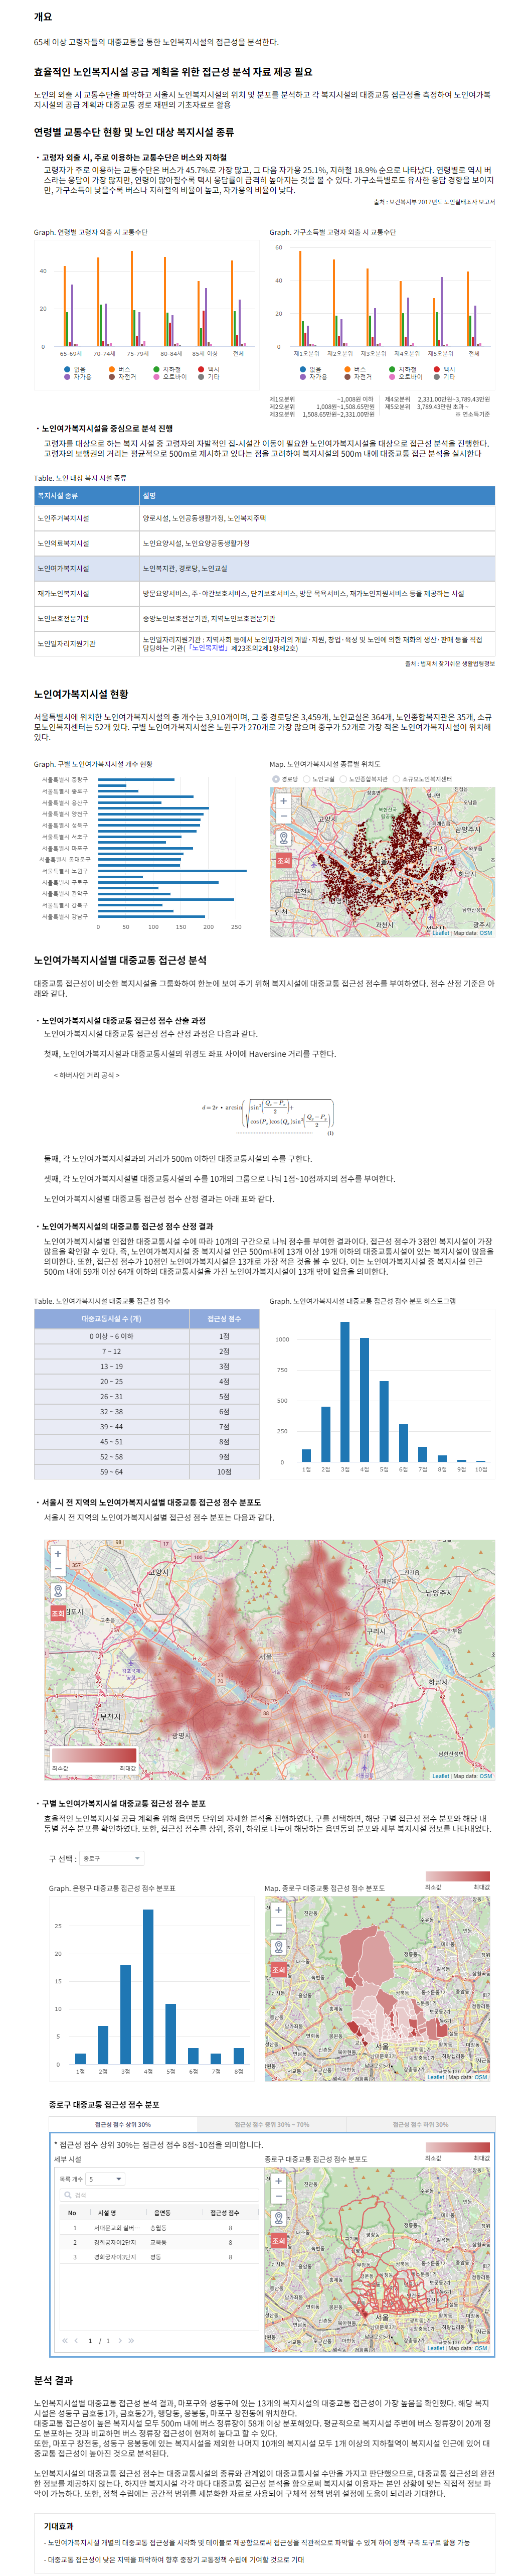 개요
65세 이상 고령자들의 대중교통을 통한 노인복지시설의 접근성을 분석한다.
효율적인 노인복지시설 공급 계획을 위한 접근성 분석 자료 제공 필요
노인의 외출 시 교통수단을 파악하고 서울시 노인복지시설의 위치 및 분포를 분석하고 각 복지시설의 대중교통 접근성을 측정하여 노인여가복
지시설의 공급 계획과 대중교통 경로 재편의 기초자료로 활용
연령별 교통수단 현황 및 노인 대상 복지시설 종류
・고령자 외출 시, 주로 이용하는 교통수단은 버스와 지하철
고령자가 주로 이용하는 교통수단은 버스가 45.7%로 가장 많고, 그 다음 자가용 25.1%, 지하철 18.9% 순으로 나타났다. 연령별로 역시 버
스라는 응답이 가장 많지만, 연령이 많아질수록 택시 응답률이 급격히 높아지는 것을 볼 수 있다. 가구소득별로도 유사한 응답 경향을 보이지
만, 가구소득이 낮을수록 버스나 지하철의 비율이 높고, 자가용의 비율이 낮다.
출처 : 보건복지부 2017년도 노인실태조사 보고서
Graph. 연령별 고령자 외출 시 교통수단
Graph. 가구소득별 고령자 외출 시 교통수단
40
20
0
65-69세 70-74세 75-79세 80-84세 85세 이상 전체
없음 버스 지하철 택시
자가용 자전거 오토바이 기타
60
40
20
0
제1오분위 제2오분위 제3오분위 제4오분위 제5오분위 전체
없음 버스 지하철 택시
자가용 자전거 오토바이 기타
제1오분위 ~1,008원 이하 제4오분위 2,331.00만원~3,789.43만원
제2오분위 1,008원~1,508.65만원 제5오분위 3,789.43만원 초과 ~
제3오분위 1,508.65만원~2,331.00만원 ※ 연소득기준
・노인여가복지시설을 중심으로 분석 진행
고령자를 대상으로 하는 복지 시설 중 고령자의 자발적인 집-시설간 이동이 필요한 노인여가복지시설을 대상으로 접근성 분석을 진행한다.
고령자의 보행권의 거리는 평균적으로 500m로 제시하고 있다는 점을 고려하여 복지시설의 500m 내에 대중교통 접근 분석을 실시한다
Table. 노인 대상 복지 시설 종류
복지시설 종류 설명
노인주거복지시설 양로시설, 노인공동생활가정, 노인복지주택
노인의료복지시설 노인요양시설, 노인요양공동생활가정
노인여가복지시설 노인복지관, 경로당, 노인교실
재가노인복지시설 방문요양서비스, 주·야간보호서비스, 단기보호서비스, 방문 목욕서비스, 재가노인지원서비스 등을 제공하는 시설
노인보호전문기관 중앙노인보호전문기관, 지역노인보호전문기관
노인일자리지원기관 노인일자리지원기관 : 지역사회 등에서 노인일자리의 개발·지원, 창업·육성 및 노인에 의한 재화의 생산·판매 등을 직접
담당하는 기관(「노인복지법」제23조의2제1항제2호)
출처 : 법제처 찾기쉬운 생활법령정보
노인여가복지시설 현황
서울특별시에 위치한 노인여가복지시설의 총 개수는 3,910개이며, 그 중 경로당은 3,459개, 노인교실은 364개, 노인종합복지관은 35개, 소규
모노인복지센터는 52개 있다. 구별 노인여가복지시설은 노원구가 270개로 가장 많으며 중구가 52개로 가장 적은 노인여가복지시설이 위치해
있다.
Graph. 구별 노인여가복지시설 개수 현황
Map. 노인여가복지시설 종류별 위치도
서울특별시 중랑구
서울특별시 종로구
서울특별시 용산구
서울특별시 양천구
서울특별시 성북구
서울특별시 서초구
서울특별시 마포구
서울특별시 동대문구
서울특별시 노원구
서울특별시 구로구
서울특별시 관악구
서울특별시 강북구
서울특별시 강남구
0 50 100 150 200 250
경로당 노인교실 노인종합복지관 소규모노인복지센터
+
−
조회
고양시
남양주시
구리시
하남시
부천시
인천
과천시
광주시
Leaflet | Map data: OSM
노인여가복지시설별 대중교통 접근성 분석
대중교통 접근성이 비슷한 복지시설을 그룹화하여 한눈에 보여 주기 위해 복지시설에 대중교통 접근성 점수를 부여하였다. 점수 산정 기준은 아
래와 같다.
・노인여가복지시설 대중교통 접근성 점수 산출 과정
노인여가복지시설 대중교통 접근성 점수 산정 과정은 다음과 같다.
첫째, 노인여가복지시설과 대중교통시설의 위경도 좌표 사이에 Haversine 거리를 구한다.
< 하버사인 거리 공식 >
둘째, 각 노인여가복지시설과의 거리가 500m 이하인 대중교통시설의 수를 구한다.
셋째, 각 노인여가복지시설별 대중교통시설의 수를 10개의 그룹으로 나눠 1점~10점까지의 점수를 부여한다.
노인여가복지시설별 대중교통 접근성 점수 산정 결과는 아래 표와 같다.
・노인여가복지시설의 대중교통 접근성 점수 산정 결과
노인여가복지시설별 인접한 대중교통시설 수에 따라 10개의 구간으로 나눠 점수를 부여한 결과이다. 접근성 점수가 3점인 복지시설이 가장
많음을 확인할 수 있다. 즉, 노인여가복지시설 중 복지시설 인근 500m내에 13개 이상 19개 이하의 대중교통시설이 있는 복지시설이 많음을
의미한다. 또한, 접근성 점수가 10점인 노인복지시설은 13개로 가장 적은 것을 볼 수 있다. 이는 노인여가복지시설 중 복지시설 인근
500m 내에 59개 이상 64개 이하의 대중교통시설을 가진 노인복지시설이 13개 밖에 없음을 의미한다.
Table. 노인여가복지시설 대중교통 접근성 점수
Graph. 노인여가복지시설 대중교통 접근성 점수 분포 히스토그램
대중교통시설 수 (개) 접근성 점수
0 이상 ~ 6 이하 1점
7 ~ 12 2점
13 ~ 19 3점
20 ~ 25 4점
26 ~ 31 5점
32 ~ 38 6점
39 ~ 44 7점
45 ~ 51 8점
52 ~ 58 9점
59 ~ 64 10점
1000
750
500
250
0
1점 2점 3점 4점 5점 6점 7점 8점 9점 10점
・서울시 전 지역의 노인여가복지시설별 대중교통 접근성 점수 분포도
서울시 전 지역의 노인여가복지시설별 접근성 점수 분포는 다음과 같다.
+
−
조회
고양시
남양주시
구리시
서울
하남시
부천시
광명시
최소값 최대값
Leaflet | Map data: OSM
・구별 노인여가복지시설 대중교통 접근성 점수 분포
효율적인 노인복지시설 공급 계획을 위해 읍면동 단위의 자세한 분석을 진행하였다. 구를 선택하면, 해당 구별 접근성 점수 분포와 해당 내
동별 점수 분포를 확인하였다. 또한, 접근성 점수를 상위, 중위, 하위로 나누어 해당하는 읍면동의 분포와 세부 복지시설 정보를 나타내었다.
구 선택 : 종로구
최소값 최대값
Graph. 은평구 대중교통 접근성 점수 분포표
Map. 종로구 대중교통 접근성 점수 분포도
25
20
15
10
5
0
1점 2점 3점 4점 5점 6점 7점 8점
+
−
조회
서울
Leaflet | Map data: OSM
종로구 대중교통 접근성 점수 분포
접근성 점수 상위 30% 접근성 점수 중위 30% ~ 70% 접근성 점수 하위 30%
* 접근성 점수 상위 30%는 접근성 점수 8점~10점을 의미합니다.
세부 시설
최소값 최대값
종로구 대중교통 접근성 점수 분포도
목록 개수 5
검색
No 시설 명 읍면동 접근성 점수
1 서대문교회 실버… 송월동 8
2 경희궁자이2단지 교북동 8
3 경희궁자이3단지 평동 8
1 / 1
+
−
조회
서울
Leaflet | Map data: OSM
분석 결과
노인복지시설별 대중교통 접근성 분석 결과, 마포구와 성동구에 있는 13개의 복지시설의 대중교통 접근성이 가장 높음을 확인했다. 해당 복지
시설은 성동구 금호동1가, 금호동2가, 행당동, 응봉동, 마포구 창전동에 위치한다.
대중교통 접근성이 높은 복지시설 모두 500m 내에 버스 정류장이 58개 이상 분포해있다. 평균적으로 복지시설 주변에 버스 정류장이 20개 정
도 분포하는 것과 비교하면 버스 정류장 접근성이 현저히 높다고 할 수 있다.
또한, 마포구 창전동, 성동구 응봉동에 있는 복지시설을 제외한 나머지 10개의 복지시설 모두 1개 이상의 지하철역이 복지시설 인근에 있어 대
중교통 접근성이 높아진 것으로 분석된다.
노인복지시설의 대중교통 접근성 점수는 대중교통시설의 종류와 관계없이 대중교통시설 수만을 가지고 판단했으므로, 대중교통 접근성의 완전
한 정보를 제공하지 않는다. 하지만 복지시설 각각 마다 대중교통 접근성 분석을 함으로써 복지시설 이용자는 본인 상황에 맞는 직접적 정보 파
악이 가능하다. 또한, 정책 수립에는 공간적 범위를 세분화한 자료로 사용되어 구체적 정책 범위 설정에 도움이 되리라 기대한다.
기대효과
- 노인여가복지시설 개별의 대중교통 접근성을 시각화 및 테이블로 제공함으로써 접근성을 직관적으로 파악할 수 있게 하여 정책 구축 도구로 활용 가능
- 대중교통 접근성이 낮은 지역을 파악하여 향후 중장기 교통정책 수립에 기여할 것으로 기대